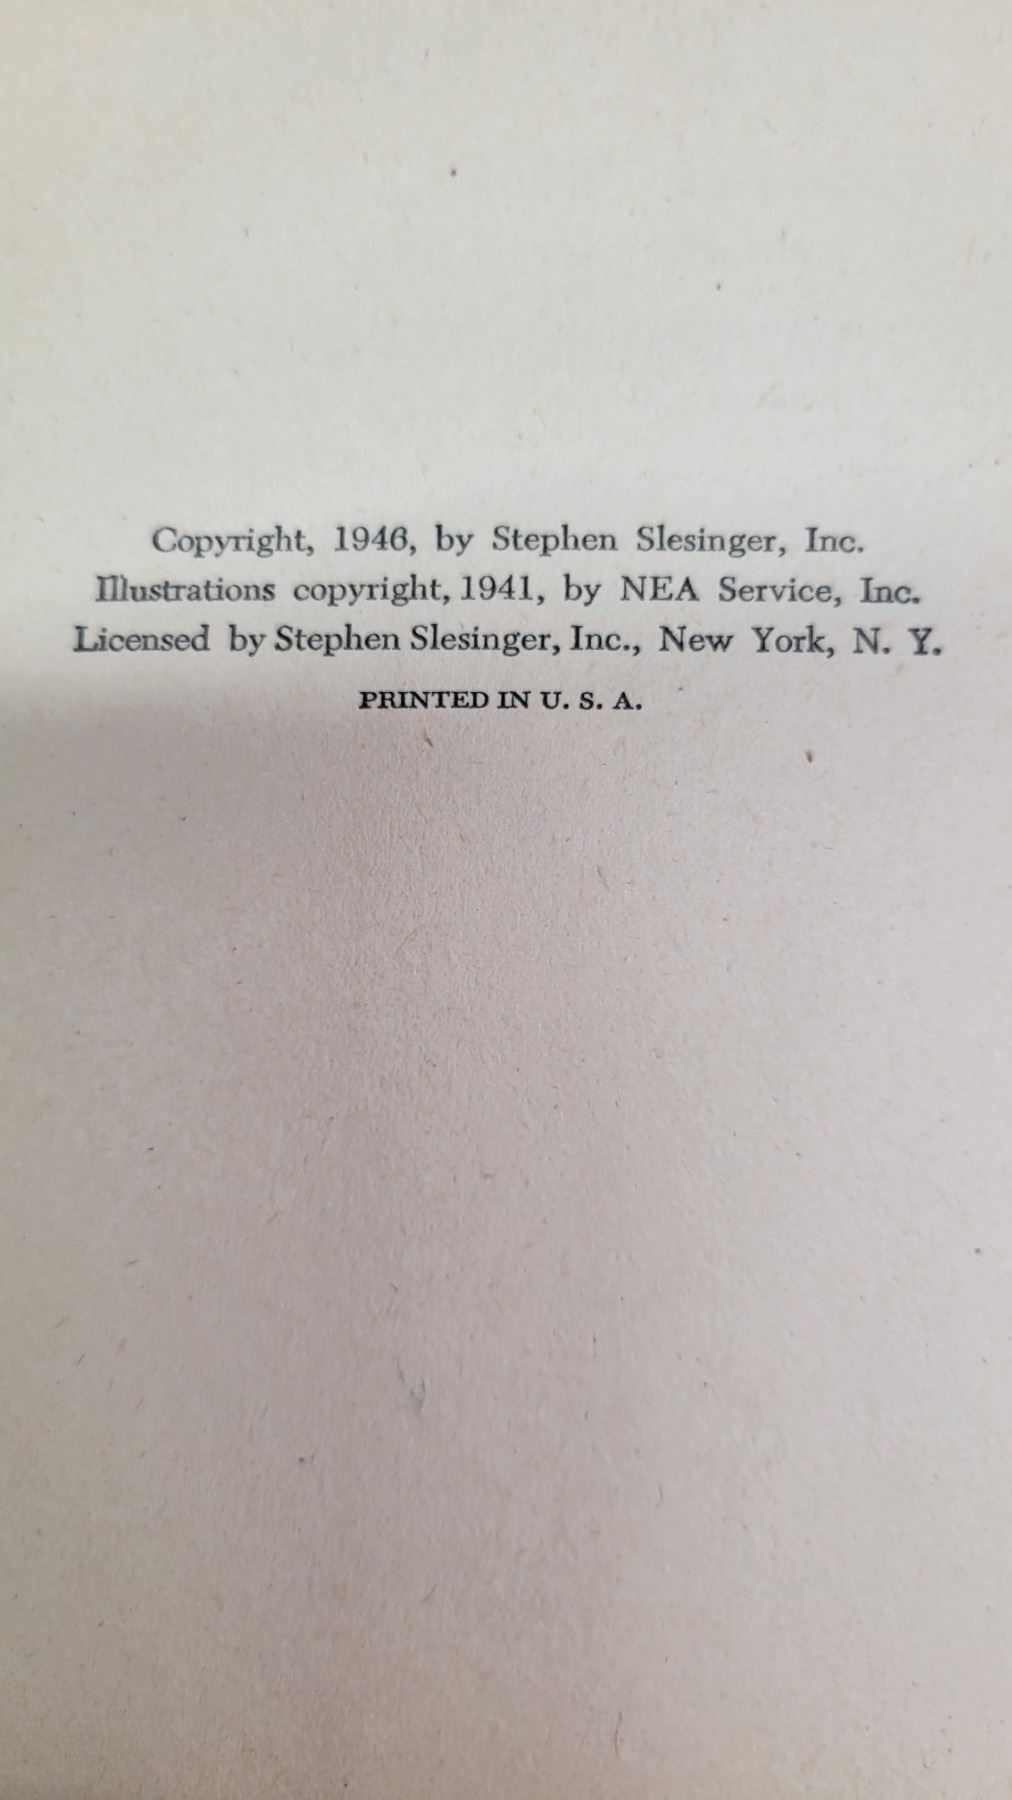 Copyright, 1946, by Stephen Slesinger, Inc.
Illustrations copyright, 1941, by NEA Service, Inc.
Licensed by Stephen Slesinger, Inc., New York, N. Y.
PRINTED IN U. S. A.